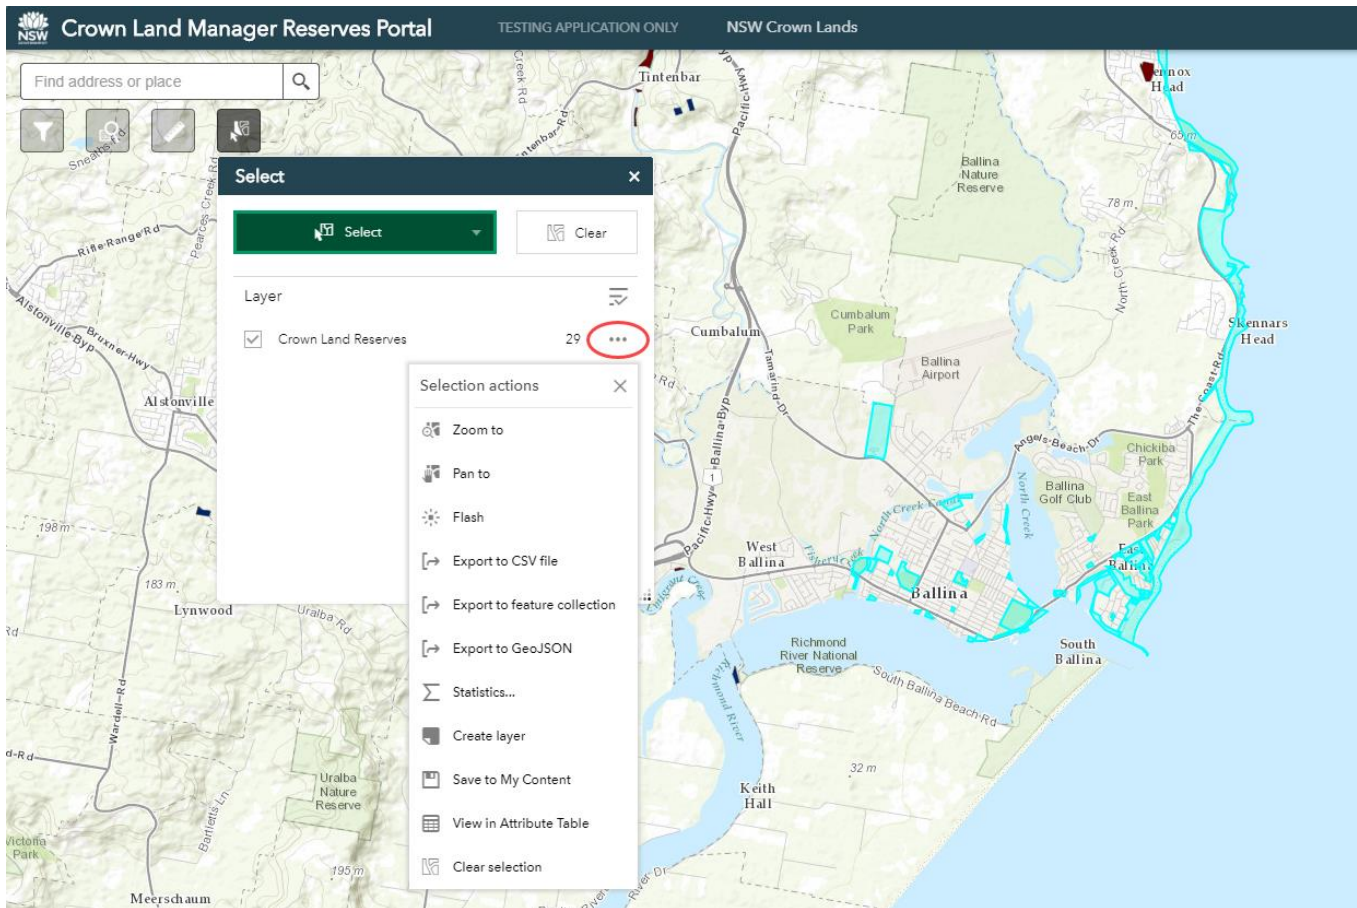 NSW
Crown Land Manager Reserves Portal
TESTING APPLICATION ONLY
NSW Crown Lands
Find address or place
Select
Select
Clear
Layer
Crown Land Reserves
29
Selection actions
Zoom to
Pan to
Flash
Export to CSV file
Export to feature collection
Export to GeoJSON
Statistics...
Create layer
Save to My Content
View in Attribute Table
Clear selection
Tintenbar
Head
65 m
Ballina
Nature
Reserve
78 m
North Creek Rd
Skennars
Head
The Coast Rd
Cumbalum
Park
Cumbalum
Ballina
Airport
Tamarind Dr
Angels-Beach-Dr
Chickiba
Park
Ballina
Golf Club
East
Ballina
Park
North Creek
West
Ballina
Ballina
South
Ballina
Richmond
River National
Reserve
South Ballina Beach Rd
Richmond River
32 m
Keith
Hall
Rifle Range Rd
Alstonville Byp
Bruxner Hwy
Alstonville
198 m
183 m
Lynwood
Uralba Rd
Wardell-Rd
Uralba
Nature
Reserve
Bartletts Ln
195 m
Meerschaum
Park
Pacific Hwy
1